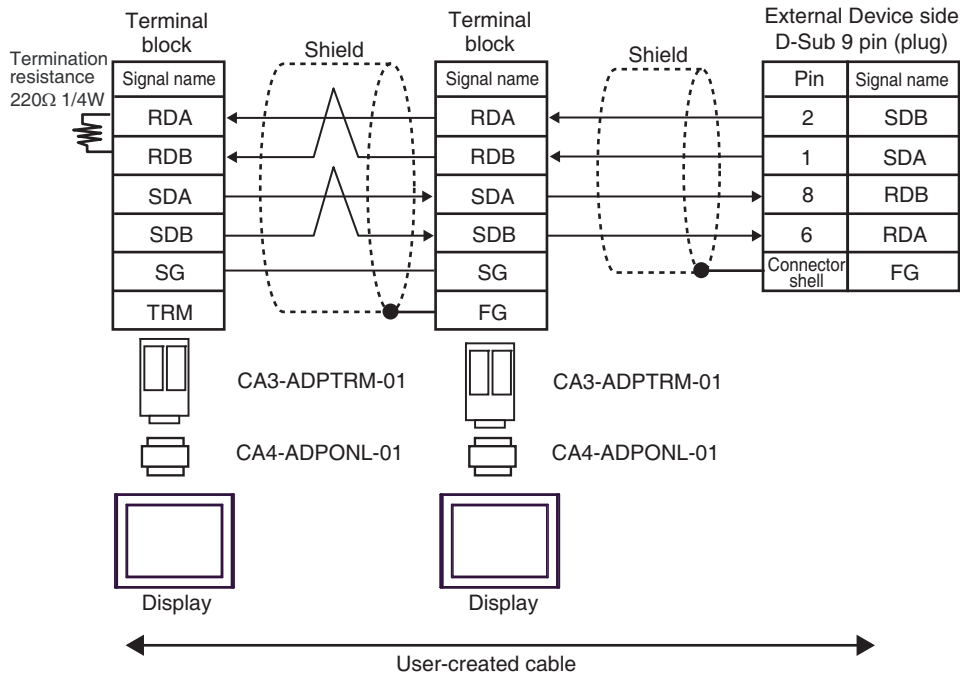 Terminal
block
Terminal
block
External Device side
D-Sub 9 pin (plug)
Termination
resistance
220Ω 1/4W
Shield
Shield
Signal name
Signal name
Pin
Signal name
RDA
RDA
2
SDB
RDB
RDB
1
SDA
SDA
SDA
8
RDB
SDB
SDB
6
RDA
SG
SG
Connector
shell
FG
TRM
FG
CA3-ADPTRM-01
CA3-ADPTRM-01
CA4-ADPONL-01
CA4-ADPONL-01
Display
Display
User-created cable